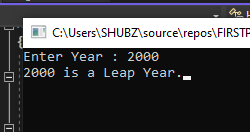 C:\Users\SHUBZ\source\repos\FIRSTP
Enter Year : 2000
2000 is a Leap Year.